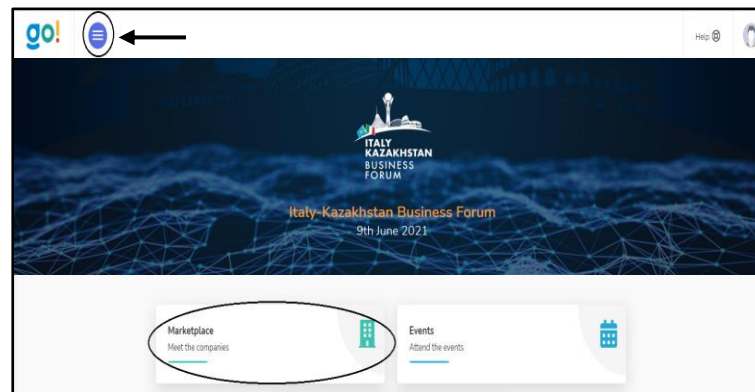 go!
Help
ITALY
KAZAKHSTAN
BUSINESS
FORUM
Italy-Kazakhstan Business Forum
9th June 2021
Marketplace
Meet the companies
Events
Attend the events